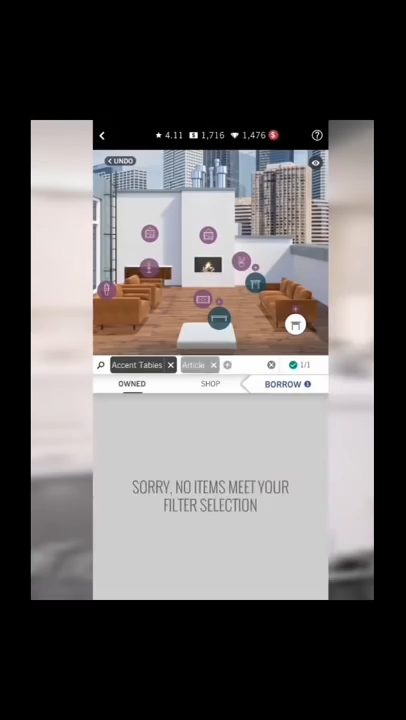 4.11 1,716 1,476 5
UNDO
Accent Tables Article 1/1
OWNED SHOP BORROW
SORRY, NO ITEMS MEET YOUR
FILTER SELECTION